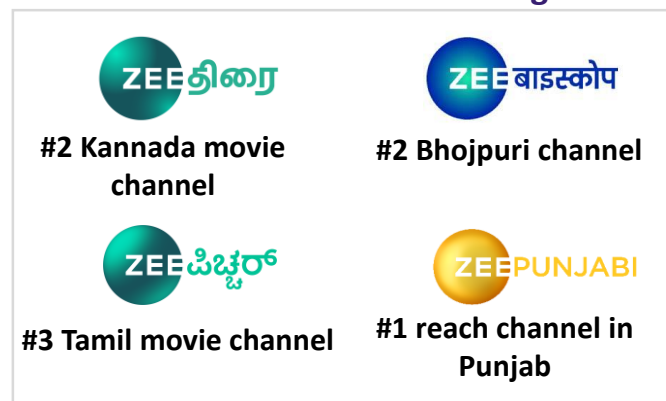 ZEE திரை
ZEE बाइस्कोप
#2 Kannada movie
channel
#2 Bhojpuri channel
ZEE ಪಿಚ್ಚರ್
ZEE PUNJABI
#3 Tamil movie channel
#1 reach channel in
Punjab